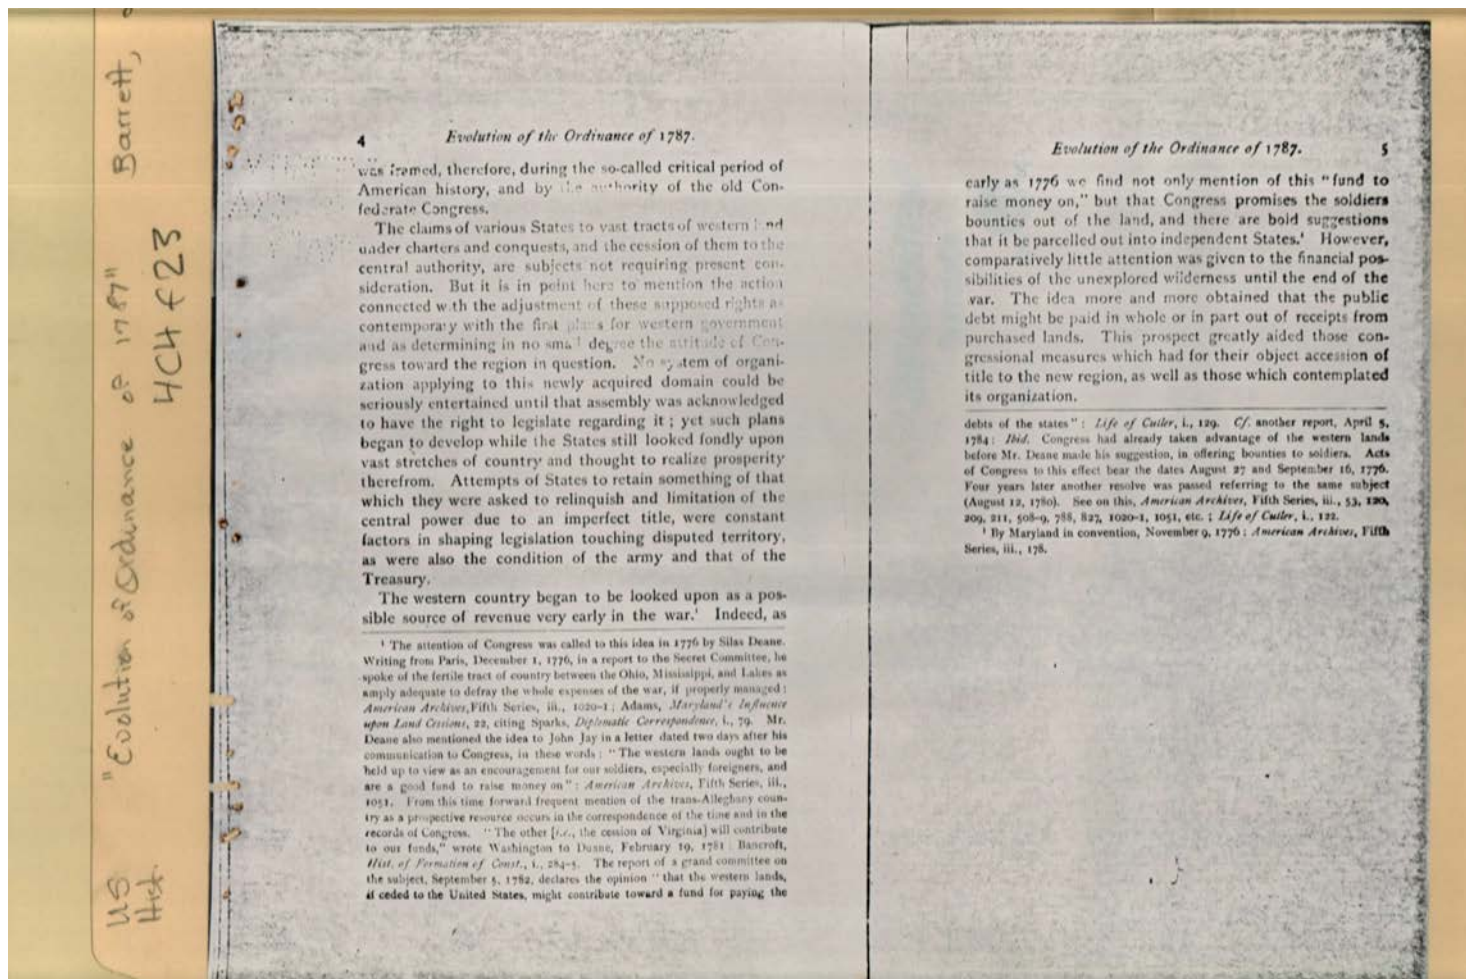 US "Evolution of Ordinance of 1787" Barrett,
Hist. 4CH f23
4 Evolution of the Ordinance of 1787.
was framed, therefore, during the so-called critical period of
American history, and by the authority of the old Con-
federate Congress.
The claims of various States to vast tracts of western land
under charters and conquests, and the cession of them to the
central authority, are subjects not requiring present con-
sideration. But it is in point here to mention the action
connected with the adjustment of these supposed rights as
contemporary with the first plans for western government
and as determining in no small degree the attitude of Con-
gress toward the region in question. No system of organi-
zation applying to this newly acquired domain could be
seriously entertained until that assembly was acknowledged
to have the right to legislate regarding it ; yet such plans
began to develop while the States still looked fondly upon
vast stretches of country and thought to realize prosperity
therefrom. Attempts of States to retain something of that
which they were asked to relinquish and limitation of the
central power due to an imperfect title, were constant
factors in shaping legislation touching disputed territory,
as were also the condition of the army and that of the
Treasury.
The western country began to be looked upon as a pos-
sible source of revenue very early in the war.¹ Indeed, as
¹ The attention of Congress was called to this idea in 1776 by Silas Deane.
Writing from Paris, December 1, 1776, in a report to the Secret Committee, he
spoke of the fertile tract of country between the Ohio, Mississippi, and Lakes as
amply adequate to defray the whole expenses of the war, if properly managed :
American Archives, Fifth Series, iii., 1020-1 ; Adams, Maryland's Influence
upon Land Cessions, 22, citing Sparks, Diplomatic Correspondence, i., 79. Mr.
Deane also mentioned the idea to John Jay in a letter dated two days after his
communication to Congress, in these words : "The western lands ought to be
held up to view as an encouragement for our soldiers, especially foreigners, and
are a good fund to raise money on" : American Archives, Fifth Series, iii.,
1051. From this time forward frequent mention of the trans-Alleghany coun-
try as a prospective resource occurs in the correspondence of the time and in the
records of Congress. "The other [i.e., the cession of Virginia] will contribute
to our funds," wrote Washington to Duane, February 19, 1781 : Bancroft,
Hist. of Formation of Const., i., 284-5. The report of a grand committee on
the subject, September 5, 1782, declares the opinion "that the western lands,
if ceded to the United States, might contribute toward a fund for paying the
Evolution of the Ordinance of 1787. 5
early as 1776 we find not only mention of this "fund to
raise money on," but that Congress promises the soldiers
bounties out of the land, and there are bold suggestions
that it be parcelled out into independent States.¹ However,
comparatively little attention was given to the financial pos-
sibilities of the unexplored wilderness until the end of the
war. The idea more and more obtained that the public
debt might be paid in whole or in part out of receipts from
purchased lands. This prospect greatly aided those con-
gressional measures which had for their object accession of
title to the new region, as well as those which contemplated
its organization.
debts of the states" : Life of Cutler, i., 129. Cf. another report, April 5,
1784 : Ibid. Congress had already taken advantage of the western lands
before Mr. Deane made his suggestion, in offering bounties to soldiers. Acts
of Congress to this effect bear the dates August 27 and September 16, 1776.
Four years later another resolve was passed referring to the same subject
(August 12, 1780). See on this, American Archives, Fifth Series, iii., 53, 120,
209, 211, 508-9, 788, 827, 1020-1, 1051, etc. ; Life of Cutler, i., 122.
¹ By Maryland in convention, November 9, 1776 : American Archives, Fifth
Series, iii., 178.